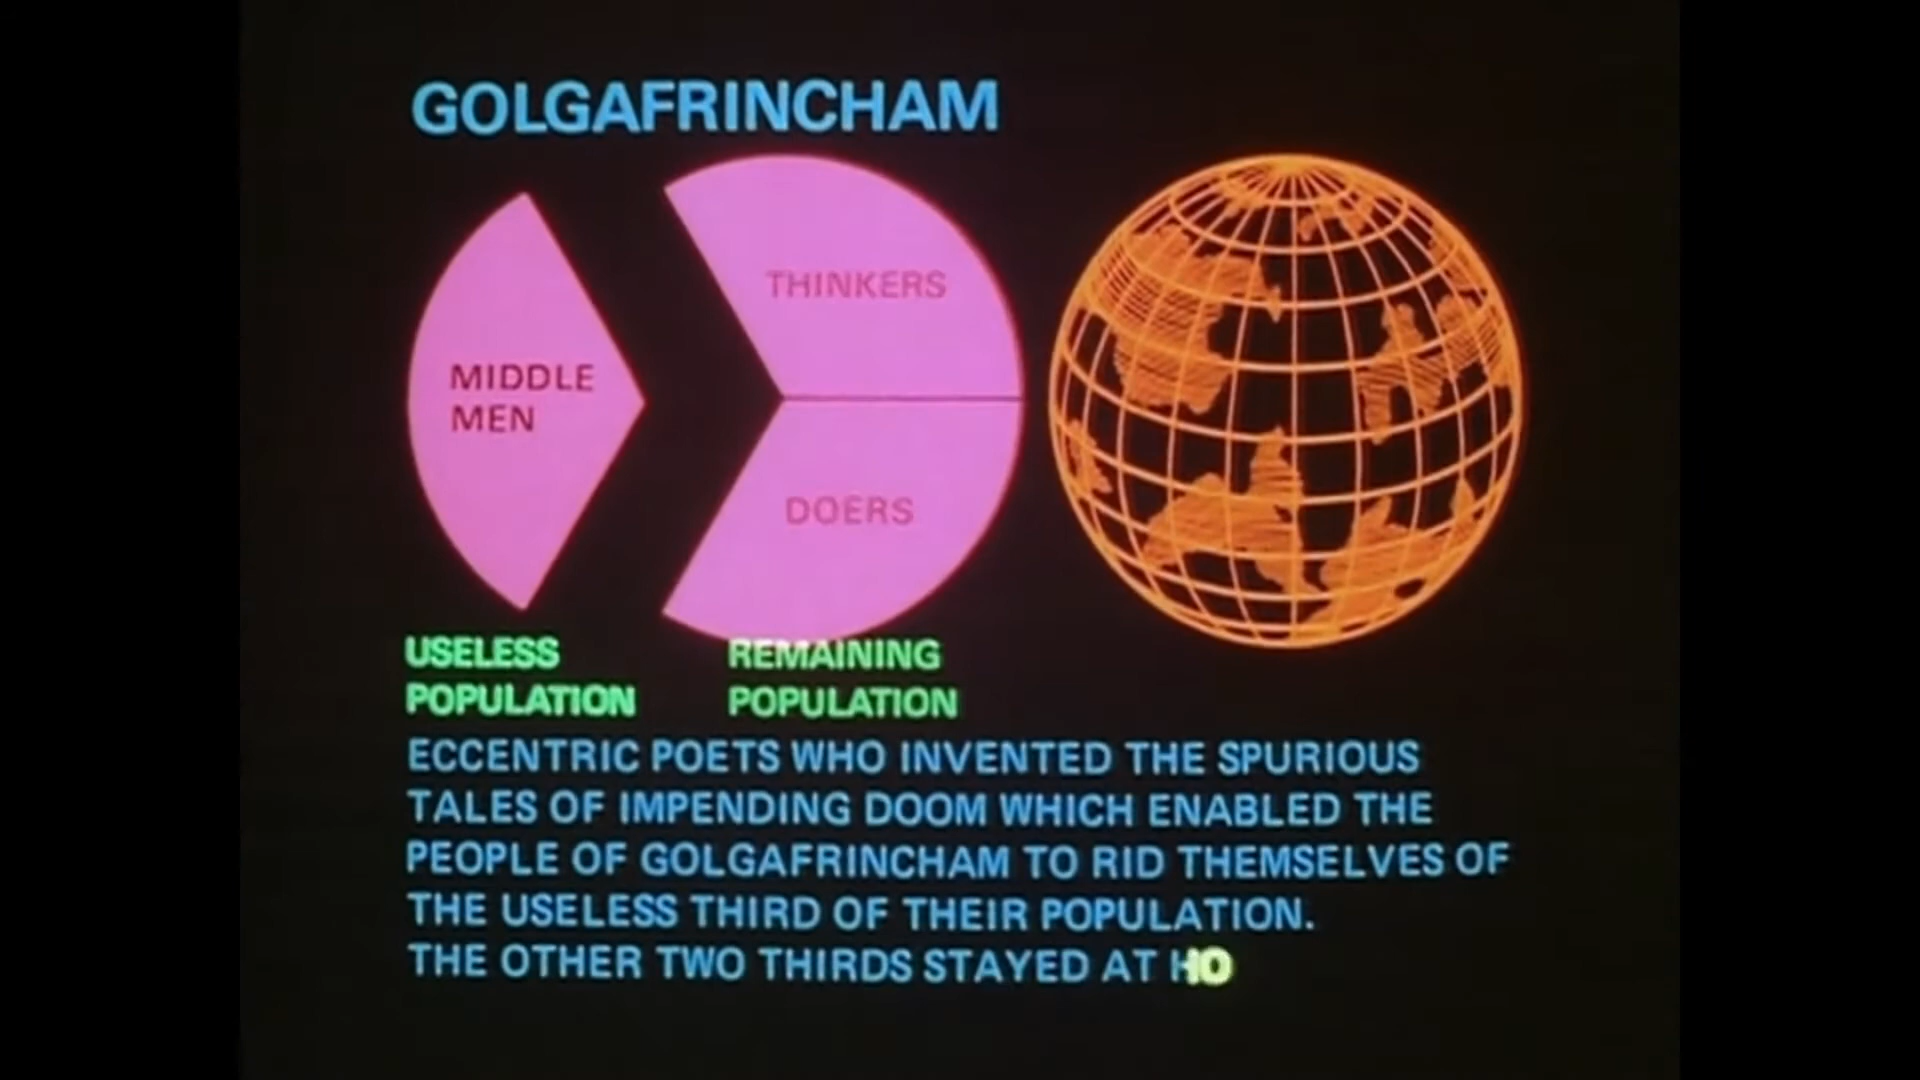 GOLGAFRINCHAM
THINKERS
MIDDLE
MEN
DOERS
USELESS
POPULATION
REMAINING
POPULATION
ECCENTRIC POETS WHO INVENTED THE SPURIOUS
TALES OF IMPENDING DOOM WHICH ENABLED THE
PEOPLE OF GOLGAFRINCHAM TO RID THEMSELVES OF
THE USELESS THIRD OF THEIR POPULATION.
THE OTHER TWO THIRDS STAYED AT HO